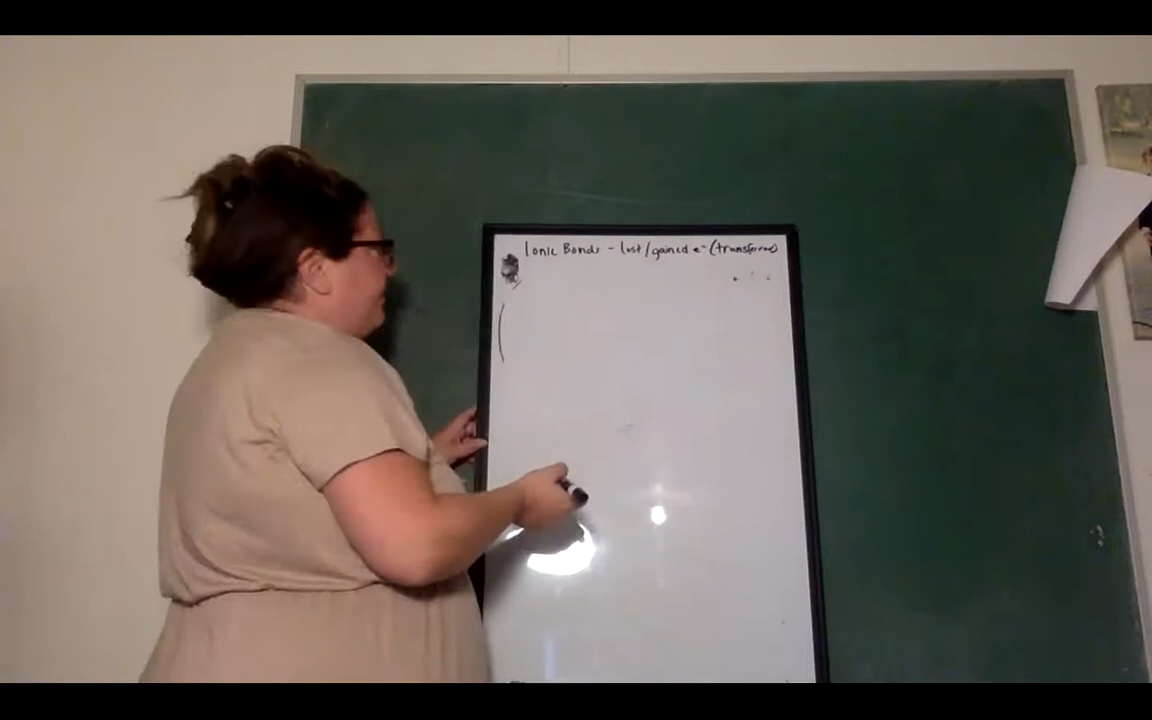 Ionic Bonds - lost/gained e- (transferred)
(